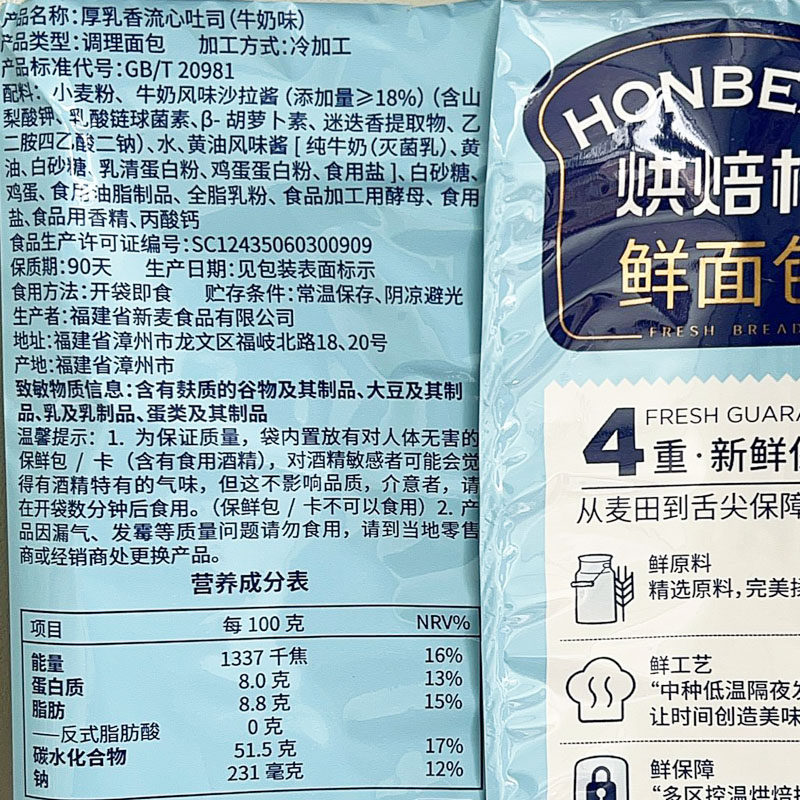 产品名称：厚乳香流心吐司（牛奶味）
产品类型：调理面包 加工方式：冷加工
产品标准代号：GB/T 20981
配料：小麦粉、牛奶风味沙拉酱（添加量≥18%）（含山
梨酸钾、乳酸链球菌素、β-胡萝卜素、迷迭香提取物、乙
二胺四乙酸二钠）、水、黄油风味酱［纯牛奶（灭菌乳）、黄
油、白砂糖、乳清蛋白粉、鸡蛋蛋白粉、食用盐］、白砂糖、
鸡蛋、食用油脂制品、全脂乳粉、食品加工用酵母、食用
盐、食品用香精、丙酸钙
食品生产许可证编号：SC12435060300909
保质期：90天 生产日期：见包装表面标示
食用方法：开袋即食 贮存条件：常温保存、阴凉避光
生产者：福建省新麦食品有限公司
地址：福建省漳州市龙文区福岐北路18、20号
产地：福建省漳州市
致敏物质信息：含有麸质的谷物及其制品、大豆及其制
品、乳及乳制品、蛋类及其制品
温馨提示：1. 为保证质量，袋内置放有对人体无害的
保鲜包 / 卡（含有食用酒精），对酒精敏感者可能会觉
得有酒精特有的气味，但这不影响品质，介意者，请
在开袋数分钟后食用。（保鲜包 / 卡不可以食用）2. 产
品因漏气、发霉等质量问题请勿食用，请到当地零售
商或经销商处更换产品。
营养成分表
项目 每 100 克 NRV%
能量 1337 千焦 16%
蛋白质 8.0 克 13%
脂肪 8.8 克 15%
——反式脂肪酸 0 克
碳水化合物 51.5 克 17%
钠 231 毫克 12%
HONBE
烘焙
鲜面包
FRESH BREAD
4重·新鲜
FRESH GUARA
从麦田到舌尖保障
鲜原料
精选原料，完美
鲜工艺
“中种低温隔夜发
让时间创造美味
鲜保障
“多区控温烘焙